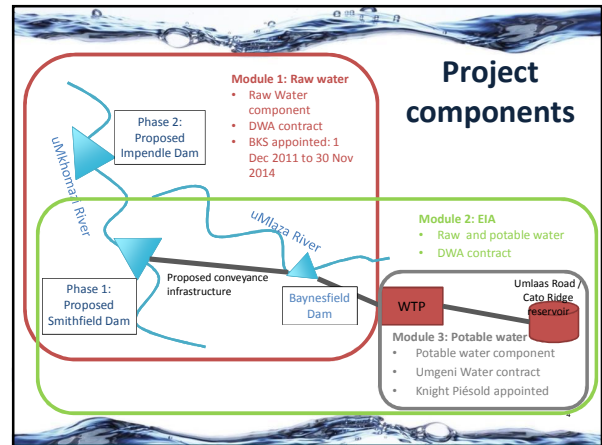 Project
components
Module 1: Raw water
• Raw Water
component
• DWA contract
• BKS appointed: 1
Dec 2011 to 30 Nov
2014
Phase 2:
Proposed
Impendle Dam
uMkhomazi River
uMlaza River
Module 2: EIA
• Raw and potable water
• DWA contract
Phase 1:
Proposed
Smithfield Dam
Proposed conveyance
infrastructure
Baynesfield
Dam
WTP
Umlaas Road /
Cato Ridge
reservoir
Module 3: Potable water
• Potable water component
• Umgeni Water contract
• Knight Piésold appointed